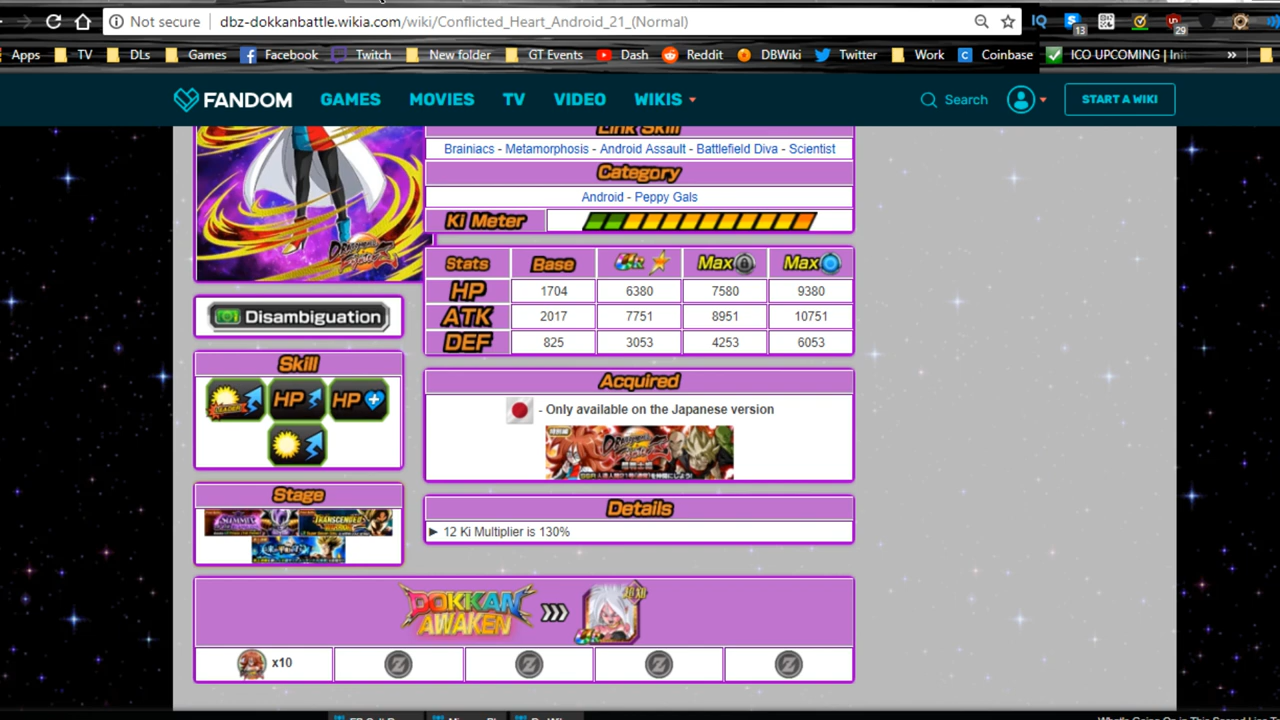 Not secure dbz-dokkanbattle.wikia.com/wiki/Conflicted_Heart_Android_21_(Normal)
IQ 13 29
Apps TV DLs Games Facebook Twitch New folder GT Events Dash Reddit DBWiki Twitter Work Coinbase ICO UPCOMING | »
FANDOM GAMES MOVIES TV VIDEO WIKIS Search START A WIKI
Link Skill
Brainiacs - Metamorphosis - Android Assault - Battlefield Diva - Scientist
Category
Android - Peppy Gals
Ki Meter
Stats Base Max Max
HP 1704 6380 7580 9380
ATK 2017 7751 8951 10751
DEF 825 3053 4253 6053
Disambiguation
Skill
LEADER HP HP
Stage
Acquired
- Only available on the Japanese version
Details
► 12 Ki Multiplier is 130%
DOKKAN
AWAKEN
x10 Z Z Z Z